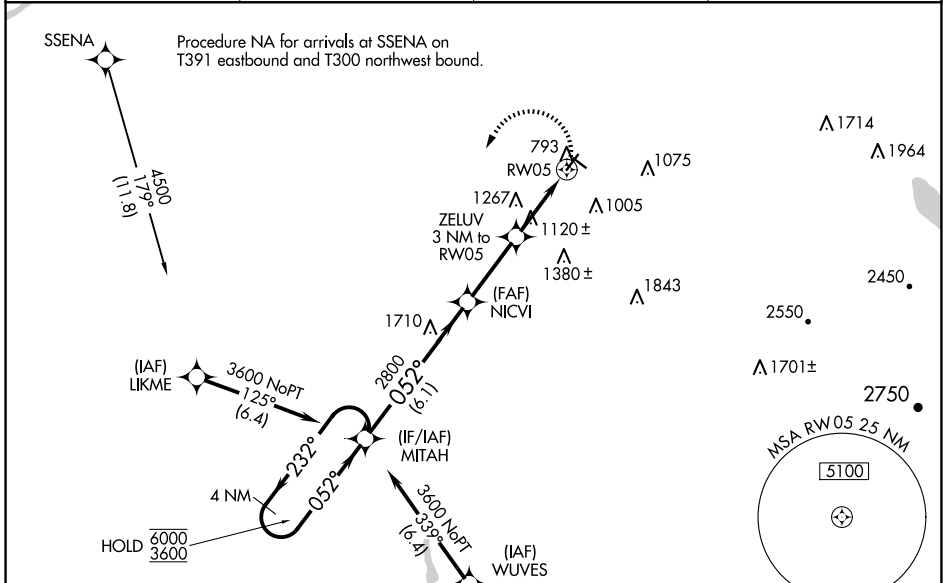 SSENA
Procedure NA for arrivals at SSENA on
T391 eastbound and T300 northwest bound.
4500
179°
(11.8)
793
RW05
1714
1964
1075
1267
1005
ZELUV
3 NM to
RW05
1120 ±
1380 ±
1843
2450
2550
(FAF)
NICVI
1710
1701±
2750
(IAF)
LIKME
3600 NoPT
125°
(6.4)
2800
052°
(6.1)
(IF/IAF)
MITAH
232°
052°
4 NM
HOLD 6000
3600
3600 NoPT
339°
(6.4)
(IAF)
WUVES
MSA RW05 25 NM
5100